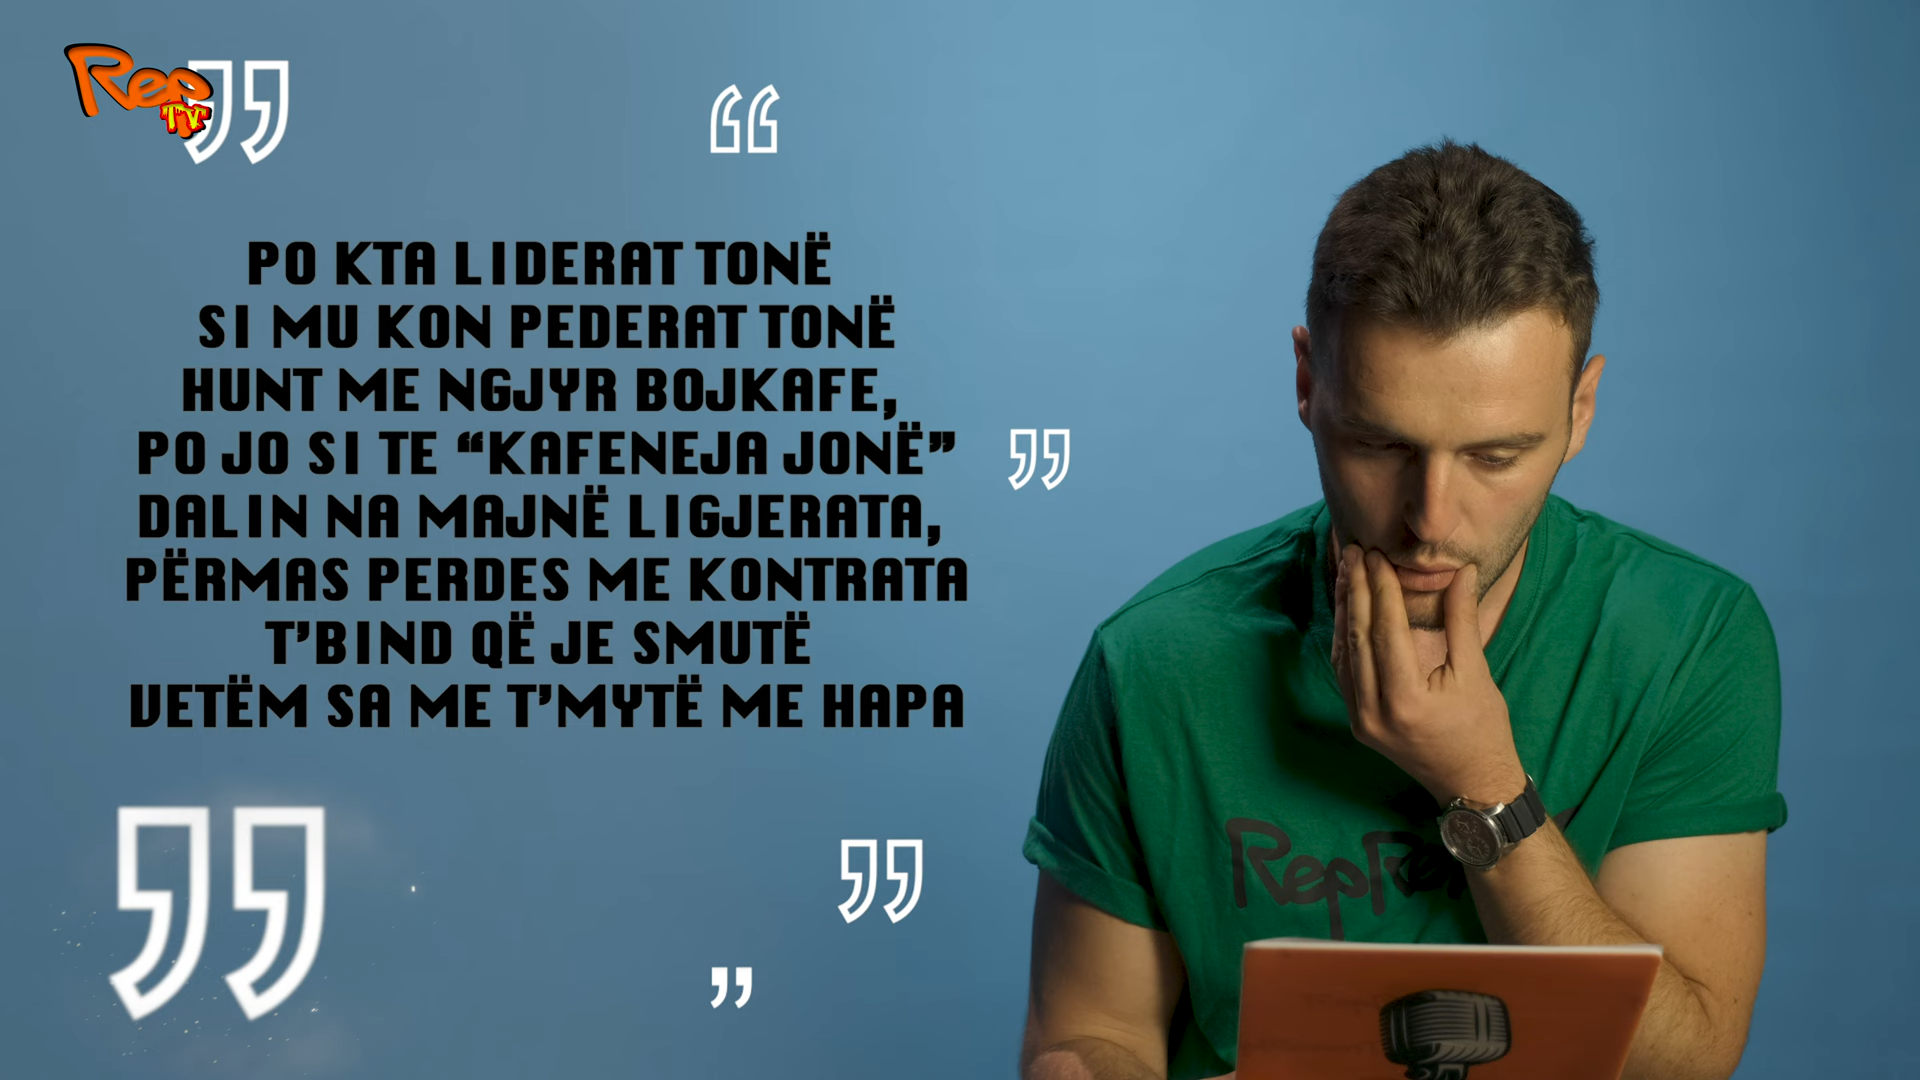 Rep
TV
PO KTA LIDERAT TONË
SI MU KON PEDERAT TONË
HUNT ME NGJYR BOJKAFE,
PO JO SI TE “KAFENEJA JONË”
DALIN NA MAJNË LIGJERATA,
PËRMAS PERDES ME KONTRATA
T’BIND QË JE SMUTË
VETËM SA ME T’MYTË ME HAPA